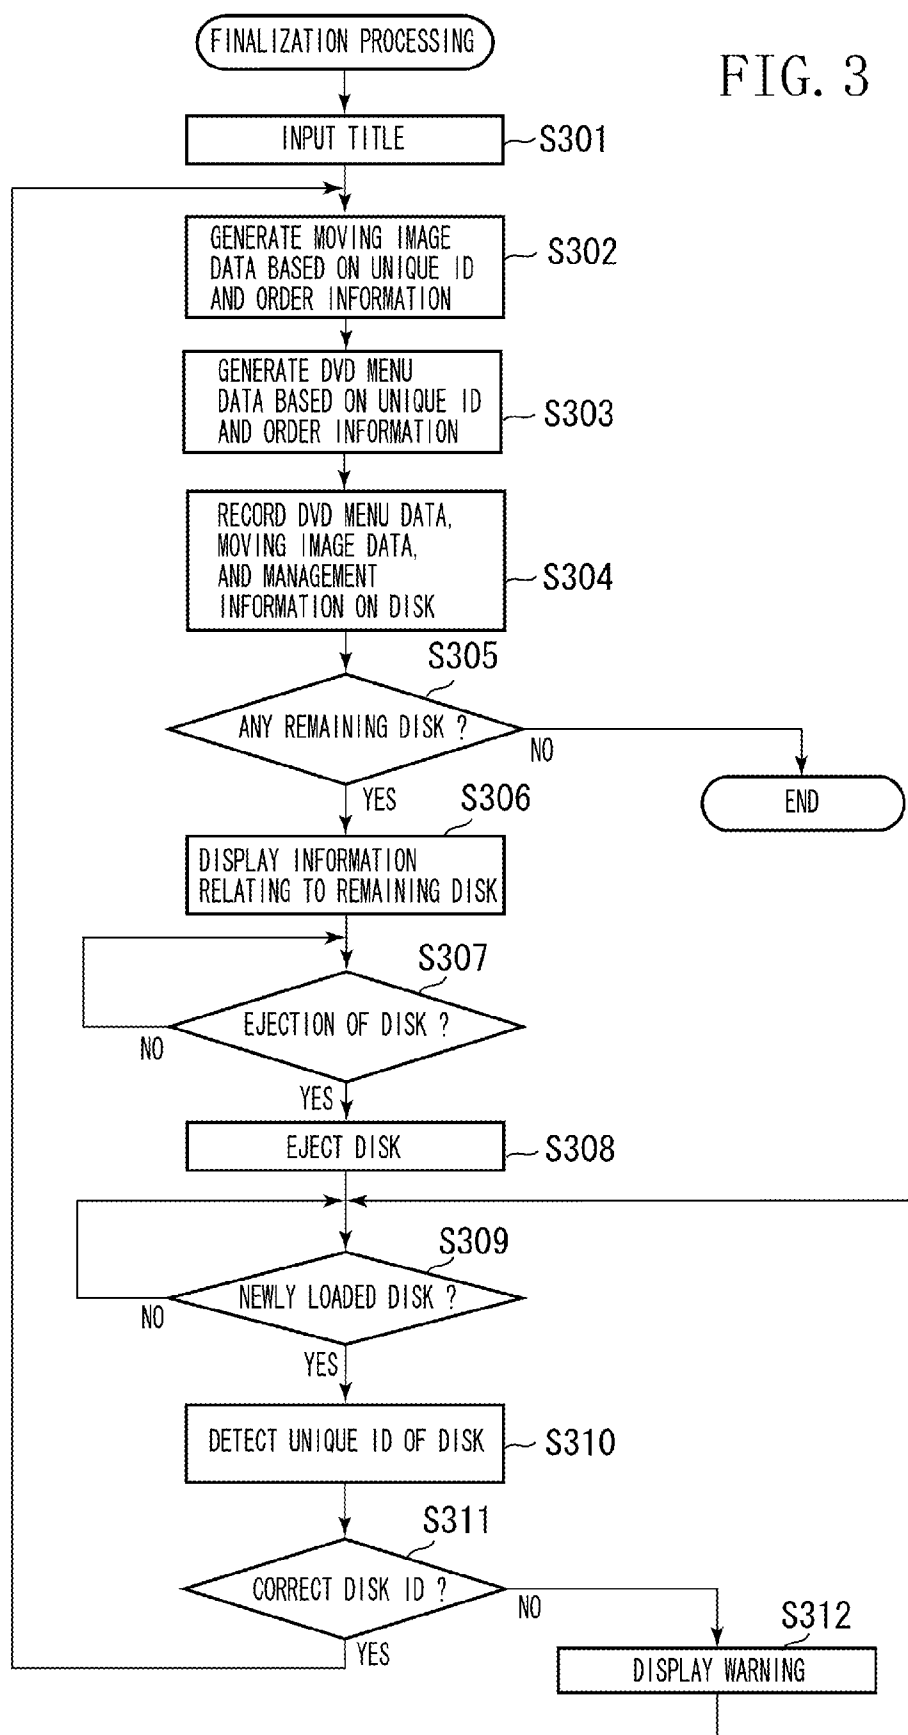 FINALIZATION PROCESSING
FIG. 3
INPUT TITLE
S301
GENERATE MOVING IMAGE
DATA BASED ON UNIQUE ID
AND ORDER INFORMATION
S302
GENERATE DVD MENU
DATA BASED ON UNIQUE ID
AND ORDER INFORMATION
S303
RECORD DVD MENU DATA,
MOVING IMAGE DATA,
AND MANAGEMENT
INFORMATION ON DISK
S304
S305
ANY REMAINING DISK ?
NO
END
YES
S306
DISPLAY INFORMATION
RELATING TO REMAINING DISK
S307
EJECTION OF DISK ?
NO
YES
EJECT DISK
S308
S309
NEWLY LOADED DISK ?
NO
YES
DETECT UNIQUE ID OF DISK
S310
S311
CORRECT DISK ID ?
NO
YES
S312
DISPLAY WARNING